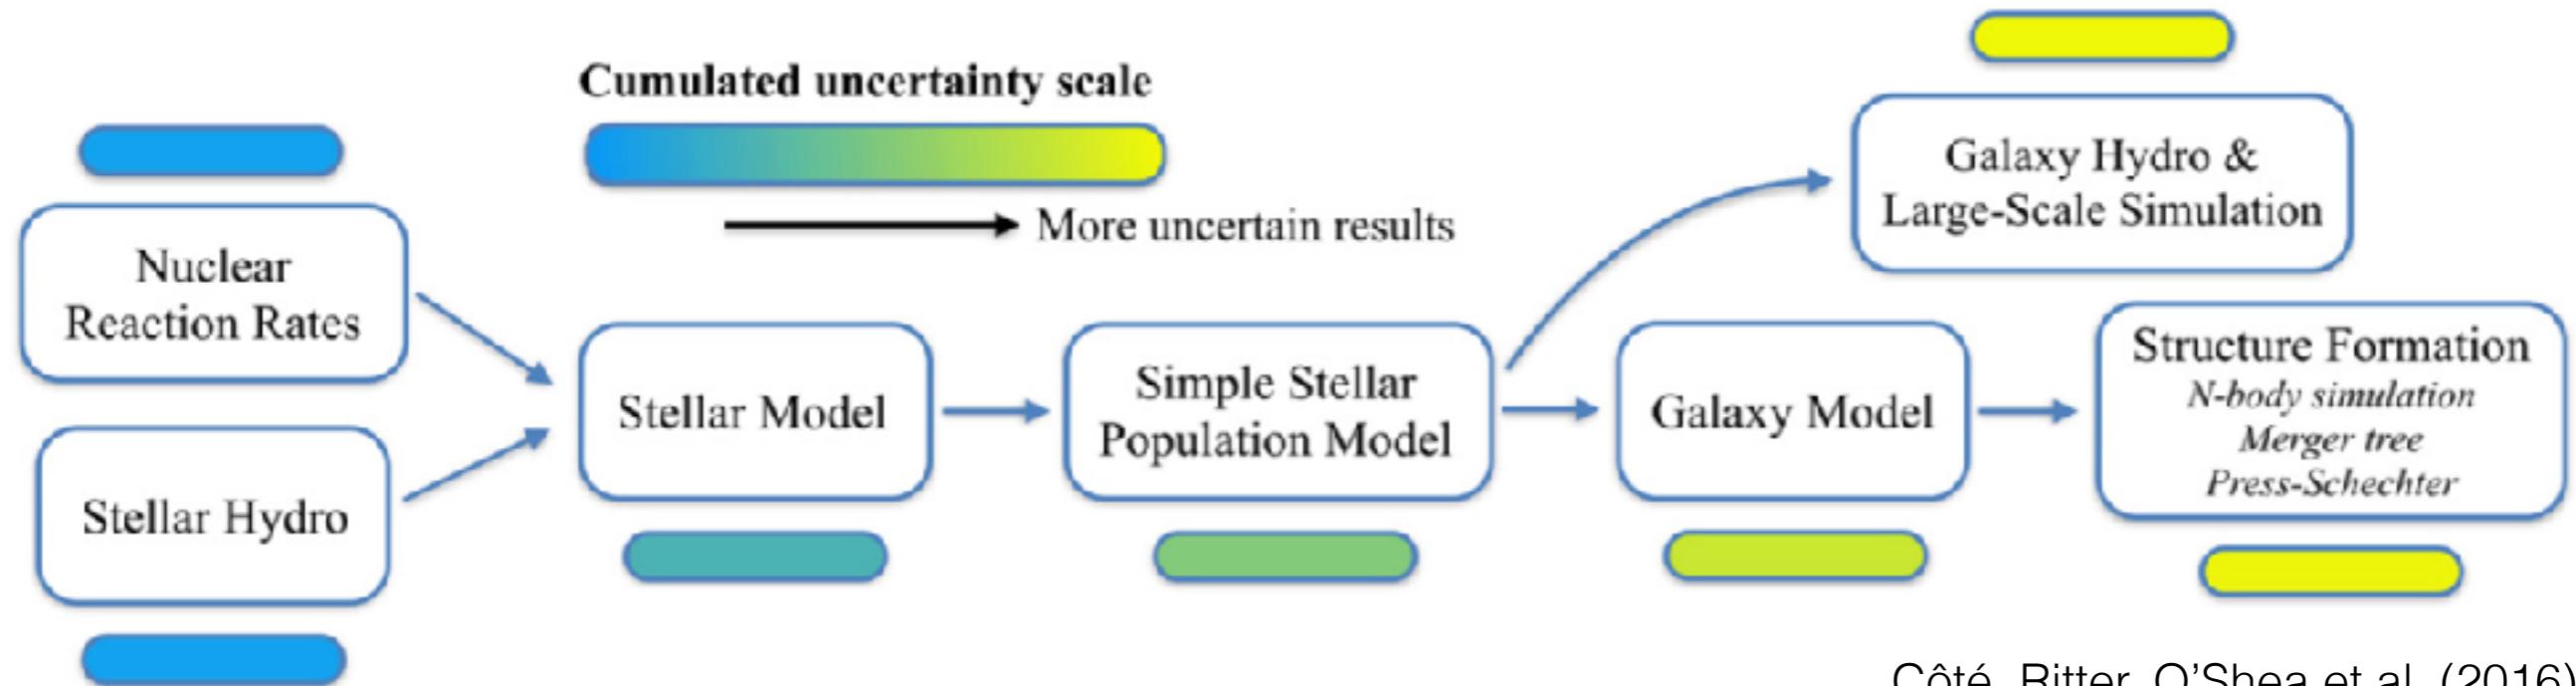 Cumulated uncertainty scale
More uncertain results
Nuclear
Reaction Rates
Stellar Hydro
Stellar Model
Simple Stellar
Population Model
Galaxy Hydro &
Large-Scale Simulation
Galaxy Model
Structure Formation
N-body simulation
Merger tree
Press-Schechter
Côté, Ritter, O'Shea et al. (2016)